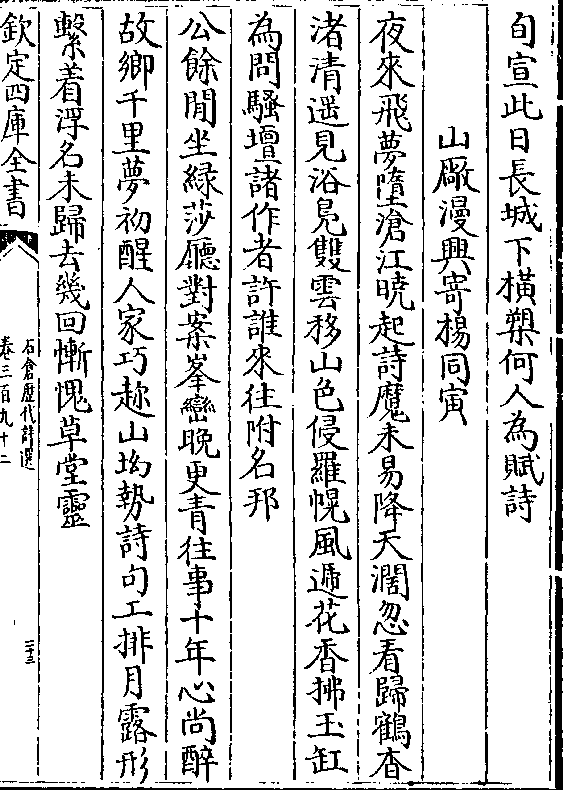 旬宣此日長城下橫槊何人為賦詩
山廠漫興寄楊同寅
夜來飛夢墮滄江曉起詩魔未易降天濶忽看歸鶴杳
渚清遥見浴鳬雙雲移山色侵羅幌風遞花香拂玉缸
為問騷壇諸作者許誰來往附名邦
公餘閒坐綠莎廳對案峯巒晚更青往事十年心尚醉
故鄉千里夢初醒人家巧趂山坳勢詩句工排月露形
繫着浮名未歸去幾回慚愧草堂靈
欽定四庫全書
石倉歷代詩選
卷三百九十二
三十三